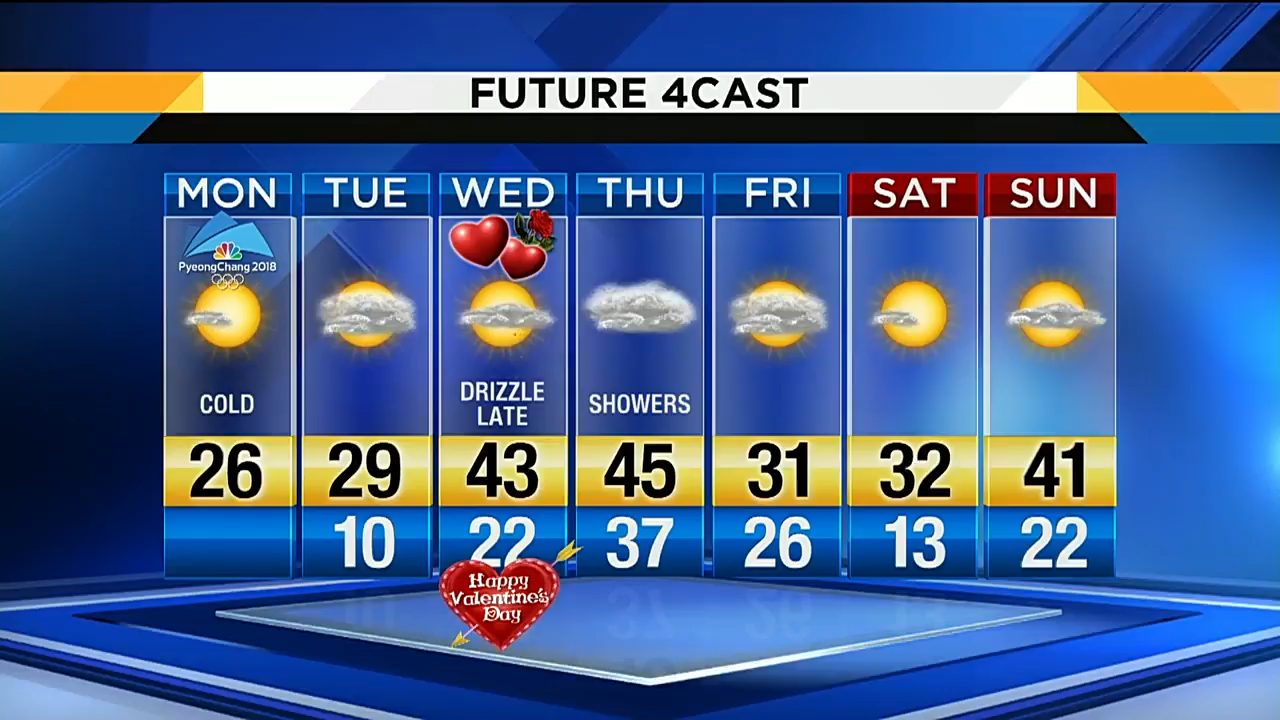 FUTURE 4CAST
MON TUE WED THU FRI SAT SUN
PyeongChang 2018
COLD
DRIZZLE
LATE
SHOWERS
26 29 43 45 31 32 41
10 22 37 26 13 22
Happy
Valentine's
Day